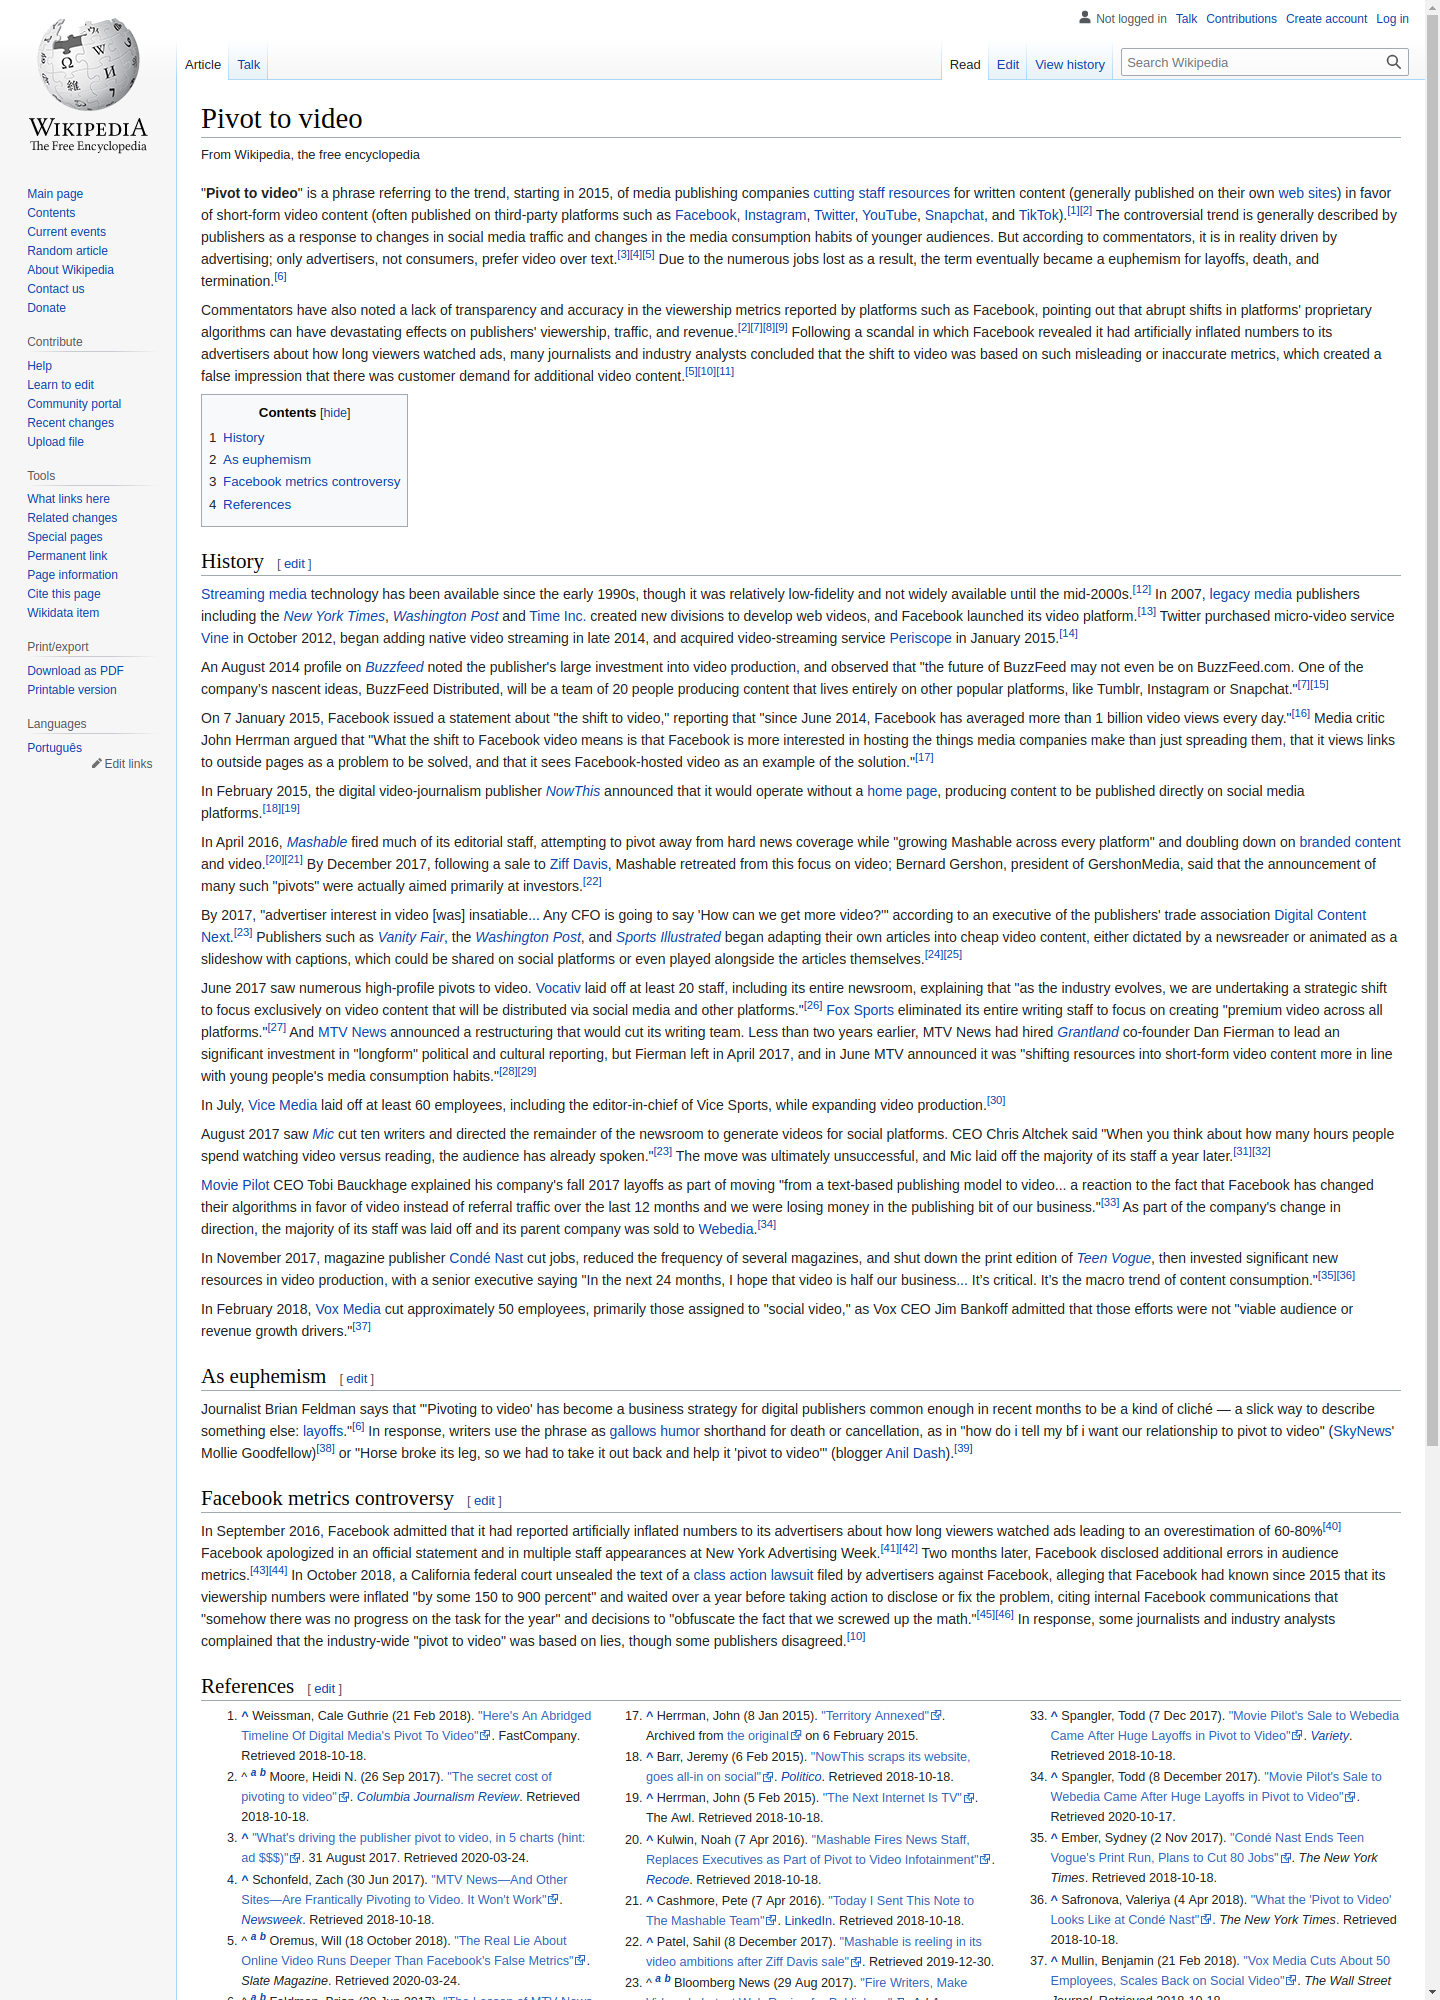 Not logged in Talk Contributions Create account Log in
Article Talk Read Edit View history Search Wikipedia
WIKIPEDIA
The Free Encyclopedia
Main page
Contents
Current events
Random article
About Wikipedia
Contact us
Donate
Contribute
Help
Learn to edit
Community portal
Recent changes
Upload file
Tools
What links here
Related changes
Special pages
Permanent link
Page information
Cite this page
Wikidata item
Print/export
Download as PDF
Printable version
Languages
Português
Edit links
Pivot to video
From Wikipedia, the free encyclopedia
"Pivot to video" is a phrase referring to the trend, starting in 2015, of media publishing companies cutting staff resources for written content (generally published on their own web sites) in favor
of short-form video content (often published on third-party platforms such as Facebook, Instagram, Twitter, YouTube, Snapchat, and TikTok).[1][2] The controversial trend is generally described by
publishers as a response to changes in social media traffic and changes in the media consumption habits of younger audiences. But according to commentators, it is in reality driven by
advertising; only advertisers, not consumers, prefer video over text.[3][4][5] Due to the numerous jobs lost as a result, the term eventually became a euphemism for layoffs, death, and
termination.[6]
Commentators have also noted a lack of transparency and accuracy in the viewership metrics reported by platforms such as Facebook, pointing out that abrupt shifts in platforms' proprietary
algorithms can have devastating effects on publishers' viewership, traffic, and revenue.[2][7][8][9] Following a scandal in which Facebook revealed it had artificially inflated numbers to its
advertisers about how long viewers watched ads, many journalists and industry analysts concluded that the shift to video was based on such misleading or inaccurate metrics, which created a
false impression that there was customer demand for additional video content.[5][10][11]
Contents [hide]
1 History
2 As euphemism
3 Facebook metrics controversy
4 References
History [ edit ]
Streaming media technology has been available since the early 1990s, though it was relatively low-fidelity and not widely available until the mid-2000s.[12] In 2007, legacy media publishers
including the New York Times, Washington Post and Time Inc. created new divisions to develop web videos, and Facebook launched its video platform.[13] Twitter purchased micro-video service
Vine in October 2012, began adding native video streaming in late 2014, and acquired video-streaming service Periscope in January 2015.[14]
An August 2014 profile on Buzzfeed noted the publisher's large investment into video production, and observed that "the future of BuzzFeed may not even be on BuzzFeed.com. One of the
company's nascent ideas, BuzzFeed Distributed, will be a team of 20 people producing content that lives entirely on other popular platforms, like Tumblr, Instagram or Snapchat."[7][15]
On 7 January 2015, Facebook issued a statement about "the shift to video," reporting that "since June 2014, Facebook has averaged more than 1 billion video views every day."[16] Media critic
John Herrman argued that "What the shift to Facebook video means is that Facebook is more interested in hosting the things media companies make than just spreading them, that it views links
to outside pages as a problem to be solved, and that it sees Facebook-hosted video as an example of the solution."[17]
In February 2015, the digital video-journalism publisher NowThis announced that it would operate without a home page, producing content to be published directly on social media
platforms.[18][19]
In April 2016, Mashable fired much of its editorial staff, attempting to pivot away from hard news coverage while "growing Mashable across every platform" and doubling down on branded content
and video.[20][21] By December 2017, following a sale to Ziff Davis, Mashable retreated from this focus on video; Bernard Gershon, president of GershonMedia, said that the announcement of
many such "pivots" were actually aimed primarily at investors.[22]
By 2017, "advertiser interest in video [was] insatiable... Any CFO is going to say 'How can we get more video?'" according to an executive of the publishers' trade association Digital Content
Next.[23] Publishers such as Vanity Fair, the Washington Post, and Sports Illustrated began adapting their own articles into cheap video content, either dictated by a newsreader or animated as a
slideshow with captions, which could be shared on social platforms or even played alongside the articles themselves.[24][25]
June 2017 saw numerous high-profile pivots to video. Vocativ laid off at least 20 staff, including its entire newsroom, explaining that "as the industry evolves, we are undertaking a strategic shift
to focus exclusively on video content that will be distributed via social media and other platforms."[26] Fox Sports eliminated its entire writing staff to focus on creating "premium video across all
platforms."[27] And MTV News announced a restructuring that would cut its writing team. Less than two years earlier, MTV News had hired Grantland co-founder Dan Fierman to lead an
significant investment in "longform" political and cultural reporting, but Fierman left in April 2017, and in June MTV announced it was "shifting resources into short-form video content more in line
with young people's media consumption habits."[28][29]
In July, Vice Media laid off at least 60 employees, including the editor-in-chief of Vice Sports, while expanding video production.[30]
August 2017 saw Mic cut ten writers and directed the remainder of the newsroom to generate videos for social platforms. CEO Chris Altchek said "When you think about how many hours people
spend watching video versus reading, the audience has already spoken."[23] The move was ultimately unsuccessful, and Mic laid off the majority of its staff a year later.[31][32]
Movie Pilot CEO Tobi Bauckhage explained his company's fall 2017 layoffs as part of moving "from a text-based publishing model to video... a reaction to the fact that Facebook has changed
their algorithms in favor of video instead of referral traffic over the last 12 months and we were losing money in the publishing bit of our business."[33] As part of the company's change in
direction, the majority of its staff was laid off and its parent company was sold to Webedia.[34]
In November 2017, magazine publisher Condé Nast cut jobs, reduced the frequency of several magazines, and shut down the print edition of Teen Vogue, then invested significant new
resources in video production, with a senior executive saying "In the next 24 months, I hope that video is half our business... It's critical. It's the macro trend of content consumption."[35][36]
In February 2018, Vox Media cut approximately 50 employees, primarily those assigned to "social video," as Vox CEO Jim Bankoff admitted that those efforts were not "viable audience or
revenue growth drivers."[37]
As euphemism [ edit ]
Journalist Brian Feldman says that "'Pivoting to video' has become a business strategy for digital publishers common enough in recent months to be a kind of cliché — a slick way to describe
something else: layoffs."[6] In response, writers use the phrase as gallows humor shorthand for death or cancellation, as in "how do i tell my bf i want our relationship to pivot to video" (SkyNews'
Mollie Goodfellow)[38] or "Horse broke its leg, so we had to take it out back and help it 'pivot to video'" (blogger Anil Dash).[39]
Facebook metrics controversy [ edit ]
In September 2016, Facebook admitted that it had reported artificially inflated numbers to its advertisers about how long viewers watched ads leading to an overestimation of 60-80%[40]
Facebook apologized in an official statement and in multiple staff appearances at New York Advertising Week.[41][42] Two months later, Facebook disclosed additional errors in audience
metrics.[43][44] In October 2018, a California federal court unsealed the text of a class action lawsuit filed by advertisers against Facebook, alleging that Facebook had known since 2015 that its
viewership numbers were inflated "by some 150 to 900 percent" and waited over a year before taking action to disclose or fix the problem, citing internal Facebook communications that
"somehow there was no progress on the task for the year" and decisions to "obfuscate the fact that we screwed up the math."[45][46] In response, some journalists and industry analysts
complained that the industry-wide "pivot to video" was based on lies, though some publishers disagreed.[10]
References [ edit ]
1. ^ Weissman, Cale Guthrie (21 Feb 2018). "Here's An Abridged
Timeline Of Digital Media's Pivot To Video". FastCompany.
Retrieved 2018-10-18.
2. ^ a b Moore, Heidi N. (26 Sep 2017). "The secret cost of
pivoting to video". Columbia Journalism Review. Retrieved
2018-10-18.
3. ^ "What's driving the publisher pivot to video, in 5 charts (hint:
ad $$$)". 31 August 2017. Retrieved 2020-03-24.
4. ^ Schonfeld, Zach (30 Jun 2017). "MTV News—And Other
Sites—Are Frantically Pivoting to Video. It Won't Work".
Newsweek. Retrieved 2018-10-18.
5. ^ a b Oremus, Will (18 October 2018). "The Real Lie About
Online Video Runs Deeper Than Facebook's False Metrics".
Slate Magazine. Retrieved 2020-03-24.
17. ^ Herrman, John (8 Jan 2015). "Territory Annexed".
Archived from the original on 6 February 2015.
18. ^ Barr, Jeremy (6 Feb 2015). "NowThis scraps its website,
goes all-in on social". Politico. Retrieved 2018-10-18.
19. ^ Herrman, John (5 Feb 2015). "The Next Internet Is TV".
The Awl. Retrieved 2018-10-18.
20. ^ Kulwin, Noah (7 Apr 2016). "Mashable Fires News Staff,
Replaces Executives as Part of Pivot to Video Infotainment".
Recode. Retrieved 2018-10-18.
21. ^ Cashmore, Pete (7 Apr 2016). "Today I Sent This Note to
The Mashable Team". LinkedIn. Retrieved 2018-10-18.
22. ^ Patel, Sahil (8 December 2017). "Mashable is reeling in its
video ambitions after Ziff Davis sale". Retrieved 2019-12-30.
23. ^ a b Bloomberg News (29 Aug 2017). "Fire Writers, Make
33. ^ Spangler, Todd (7 Dec 2017). "Movie Pilot's Sale to Webedia
Came After Huge Layoffs in Pivot to Video". Variety.
Retrieved 2018-10-18.
34. ^ Spangler, Todd (8 December 2017). "Movie Pilot's Sale to
Webedia Came After Huge Layoffs in Pivot to Video".
Retrieved 2020-10-17.
35. ^ Ember, Sydney (2 Nov 2017). "Condé Nast Ends Teen
Vogue's Print Run, Plans to Cut 80 Jobs". The New York
Times. Retrieved 2018-10-18.
36. ^ Safronova, Valeriya (4 Apr 2018). "What the 'Pivot to Video'
Looks Like at Condé Nast". The New York Times. Retrieved
2018-10-18.
37. ^ Mullin, Benjamin (21 Feb 2018). "Vox Media Cuts About 50
Employees, Scales Back on Social Video". The Wall Street